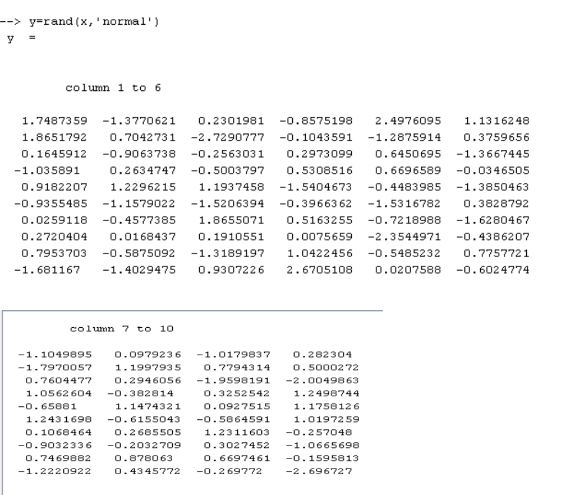 --> y=rand(x,'normal')
y =
column 1 to 6
1.7487359 -1.3770621 0.2301981 -0.8575198 2.4976095 1.1316248
1.8651792 0.7042731 -2.7290777 -0.1043591 -1.2875914 0.3759656
0.1645912 -0.9063738 -0.2563031 0.2973099 0.6450695 -1.3667445
-1.035891 0.2634747 -0.5003797 0.5308516 0.6696589 -0.0346505
0.9182207 1.2296215 1.1937458 -1.5404673 -0.4483985 -1.3850463
-0.9355485 -1.1579022 -1.5206394 -0.3966362 -1.5316782 0.3828792
0.0259118 -0.4577385 1.8655071 0.5163255 -0.7218988 -1.6280467
0.2720404 0.0168437 0.1910551 0.0075659 -2.3544971 -0.4386207
0.7953703 -0.5875092 -1.3189197 1.0422456 -0.5485232 0.7757721
-1.681167 -1.4029475 0.9307226 2.6705108 0.0207588 -0.6024774
column 7 to 10
-1.1049895 0.0979236 -1.0179837 0.282304
-1.7970057 1.1997935 0.7794314 0.5000272
0.7604477 0.2946056 -1.9598191 -2.0049863
1.0562604 -0.382814 0.3252542 1.2498744
-0.65881 1.1474321 0.0927515 1.1758126
1.2431698 -0.6155043 -0.5864591 1.0197259
0.1068464 0.2685505 1.2311603 -0.257048
-0.9032336 -0.2032709 0.3027452 -1.0665698
0.7469882 0.878063 0.6697461 -0.1595813
-1.2220922 0.4345772 -0.269772 -2.696727